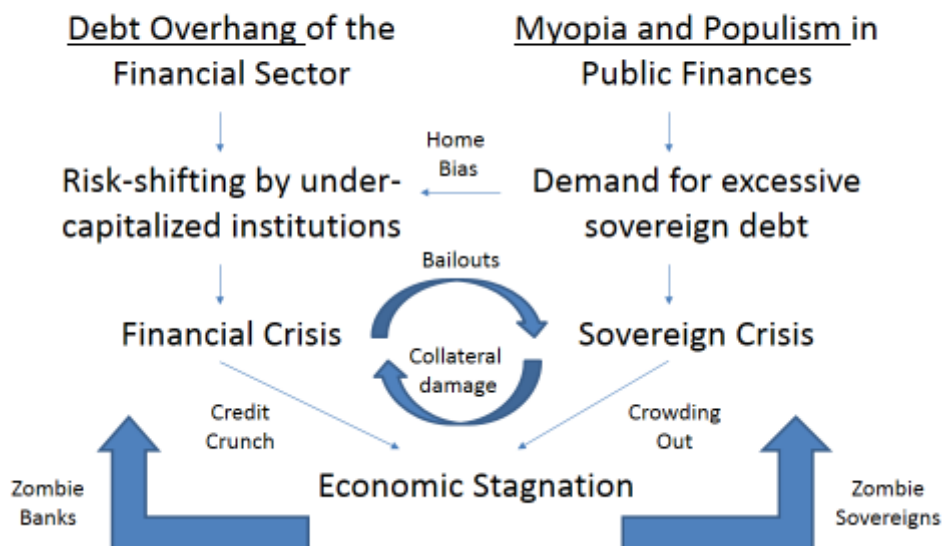 Debt Overhang of the
Financial Sector
Myopia and Populism in
Public Finances
Home
Bias
Risk-shifting by under-
capitalized institutions
Demand for excessive
sovereign debt
Bailouts
Financial Crisis
Sovereign Crisis
Collateral
damage
Credit
Crunch
Crowding
Out
Economic Stagnation
Zombie
Banks
Zombie
Sovereigns